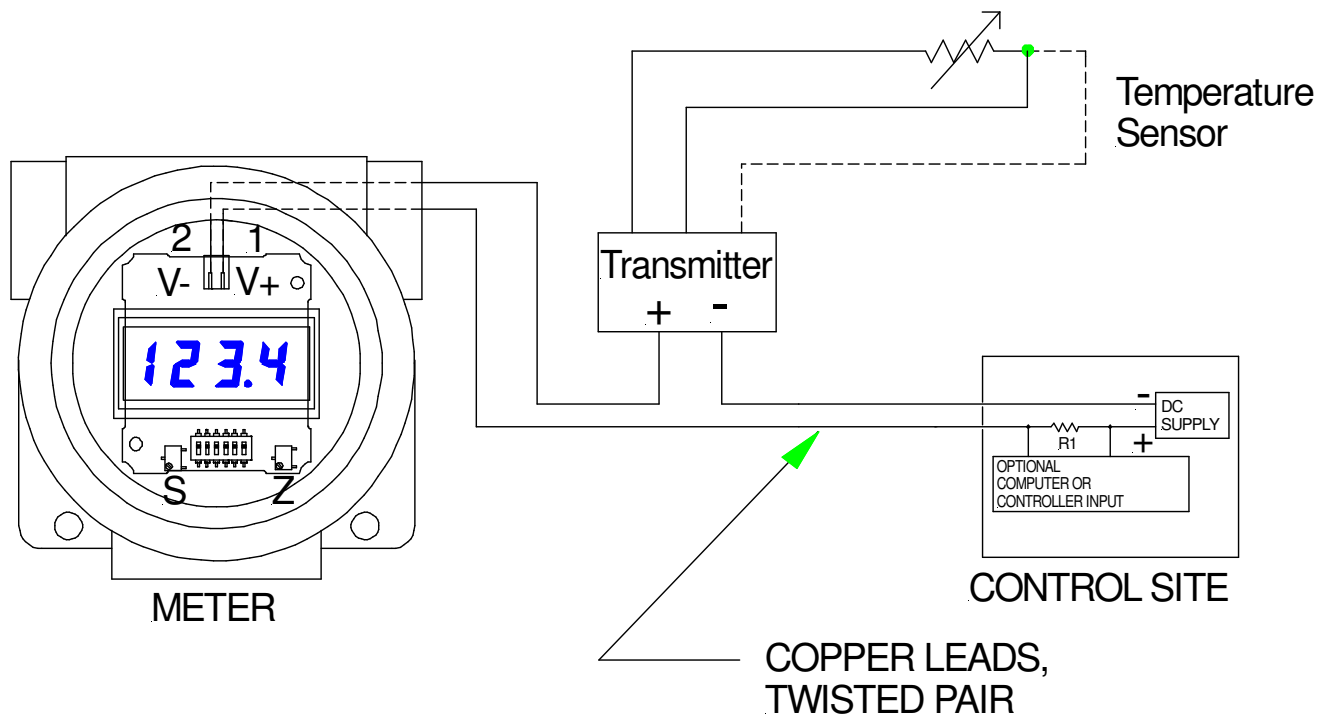 Temperature
Sensor
2 1
V- V+
Transmitter
+ -
123.4
S Z
METER
-
DC
SUPPLY
R1
+
OPTIONAL
COMPUTER OR
CONTROLLER INPUT
CONTROL SITE
COPPER LEADS,
TWISTED PAIR